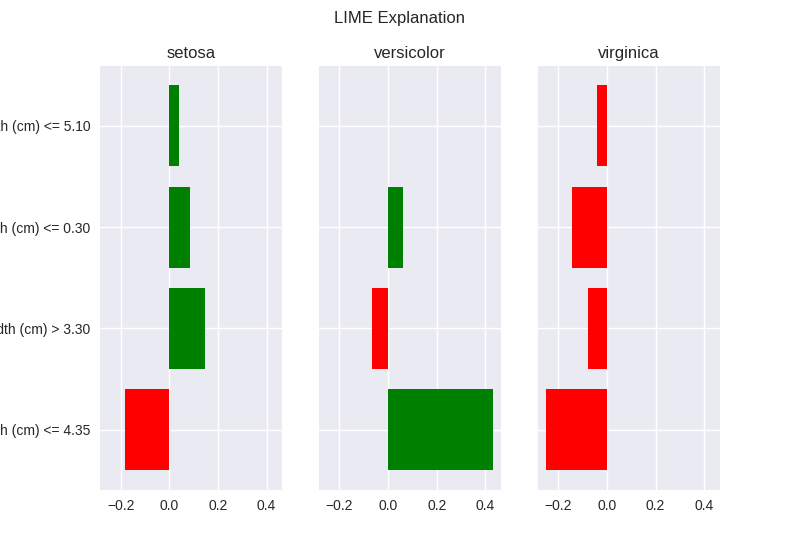 LIME Explanation
setosa versicolor virginica
(cm) <= 5.10
(cm) <= 0.30
(cm) > 3.30
(cm) <= 4.35
−0.2 0.0 0.2 0.4 −0.2 0.0 0.2 0.4 −0.2 0.0 0.2 0.4